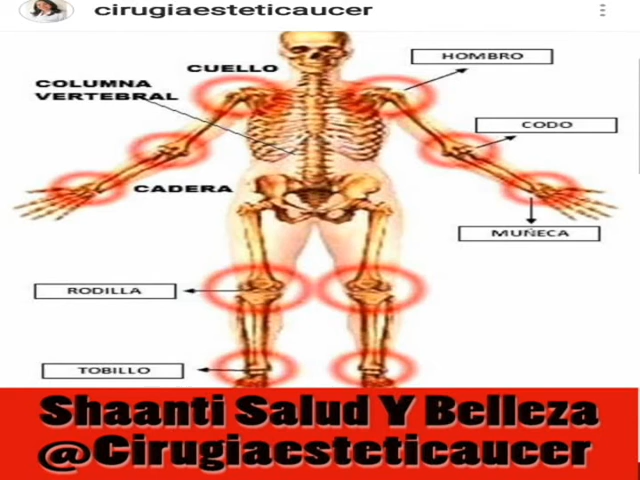 cirugiaesteticaucer
HOMBRO
CUELLO
COLUMNA
VERTEBRAL
CODO
CADERA
MUÑECA
RODILLA
TOBILLO
Shaanti Salud Y Belleza
@Cirugiaesteticaucer